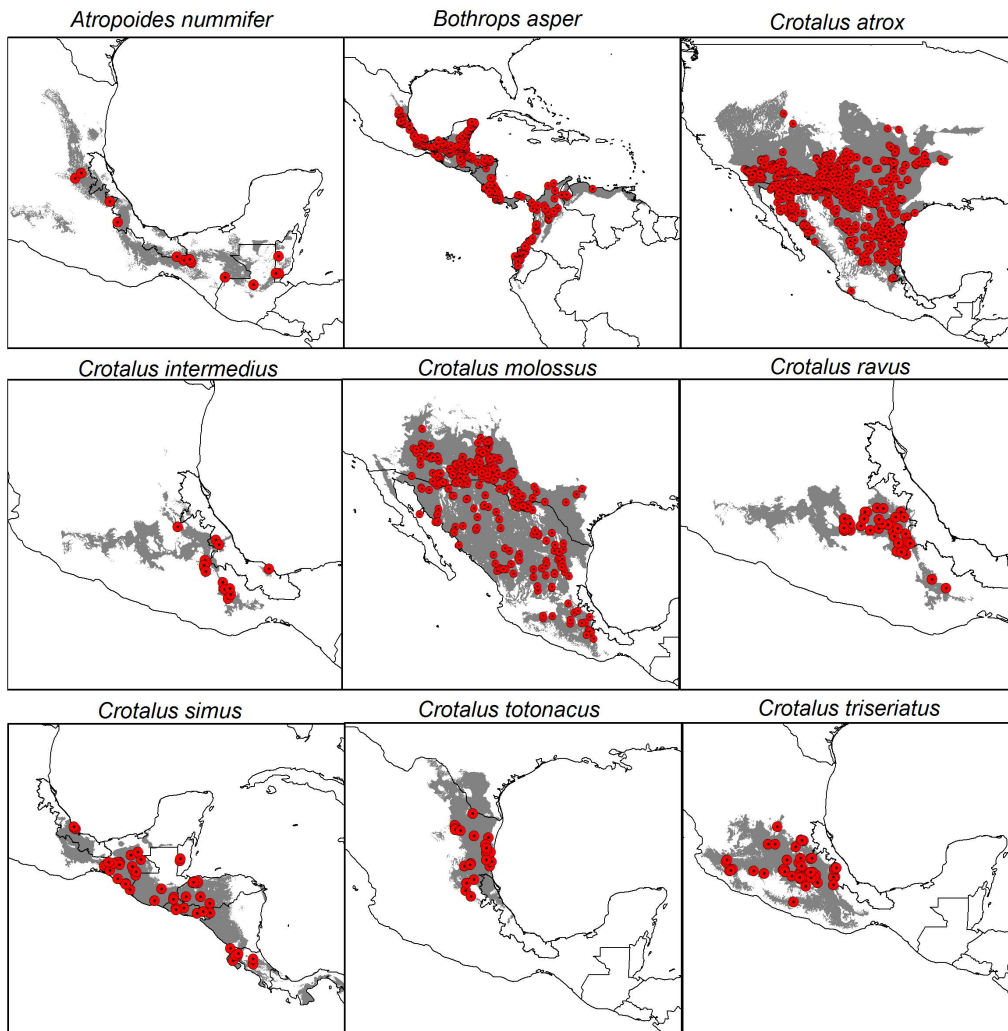 Atropoides nummifer
Bothrops asper
Crotalus atrox
Crotalus intermedius
Crotalus molossus
Crotalus ravus
Crotalus simus
Crotalus totonacus
Crotalus triseriatus